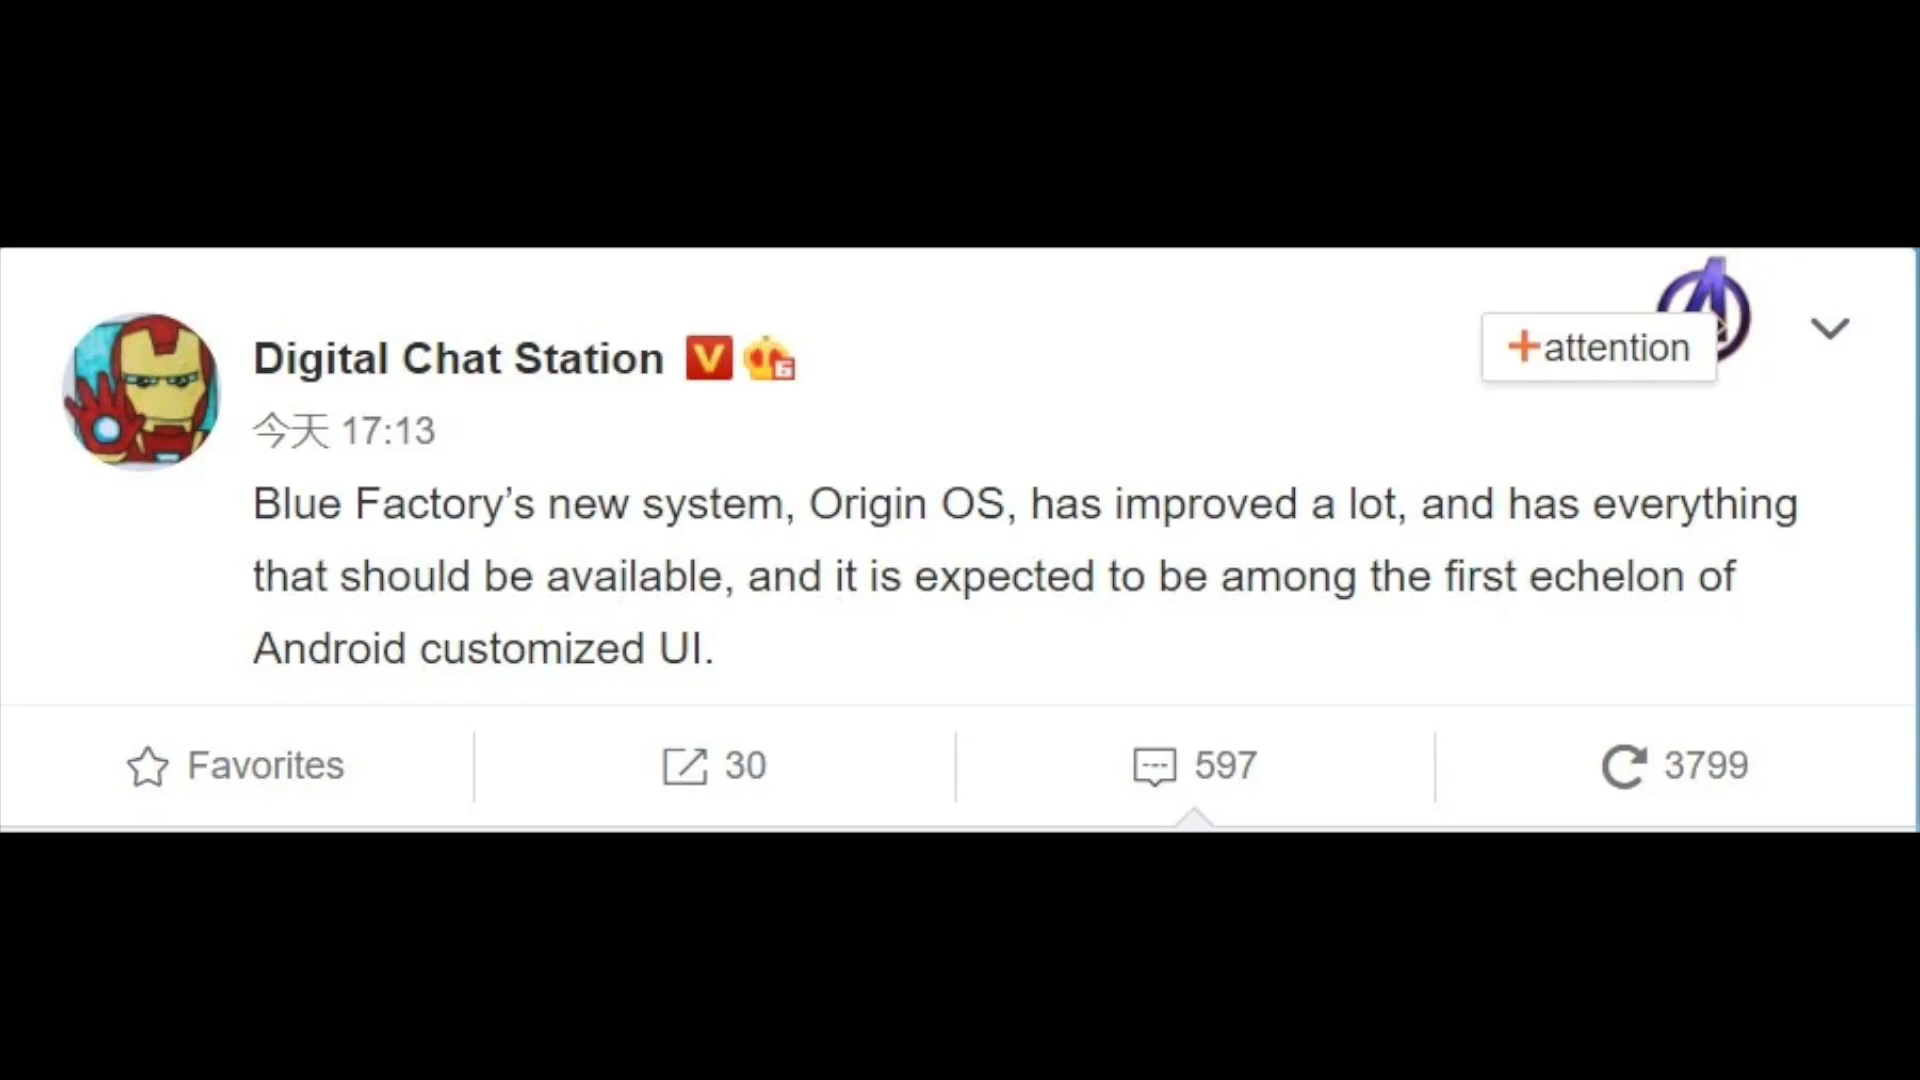 Digital Chat Station V 6
+attention
今天 17:13
Blue Factory’s new system, Origin OS, has improved a lot, and has everything
that should be available, and it is expected to be among the first echelon of
Android customized UI.
Favorites 30 597 3799